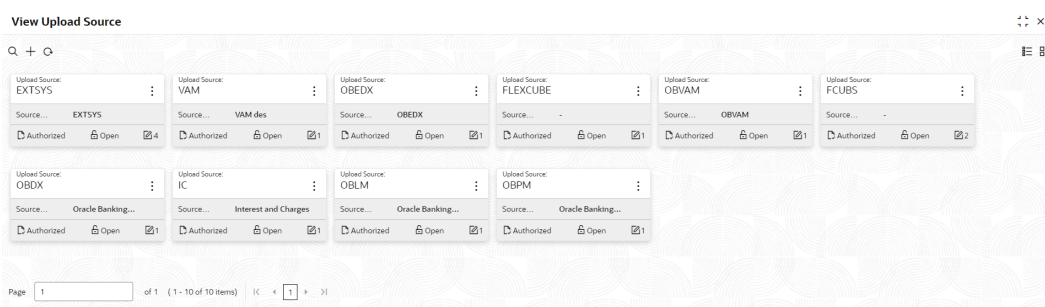 View Upload Source
Upload Source: Upload Source: Upload Source: Upload Source: Upload Source: Upload Source:
EXTSYS VAM OBEDX FLEXCUBE OBVAM FCUBS
Source... EXTSYS Source... VAM des Source... OBEDX Source... - Source... OBVAM Source... -
Authorized Open 4 Authorized Open 1 Authorized Open 1 Authorized Open 1 Authorized Open 1 Authorized Open 2
Upload Source: Upload Source: Upload Source: Upload Source:
OBDX IC OBLM OBPM
Source... Oracle Banking... Source... Interest and Charges Source... Oracle Banking... Source... Oracle Banking...
Authorized Open 1 Authorized Open 1 Authorized Open 1 Authorized Open 1
Page 1 of 1 (1 - 10 of 10 items) 1